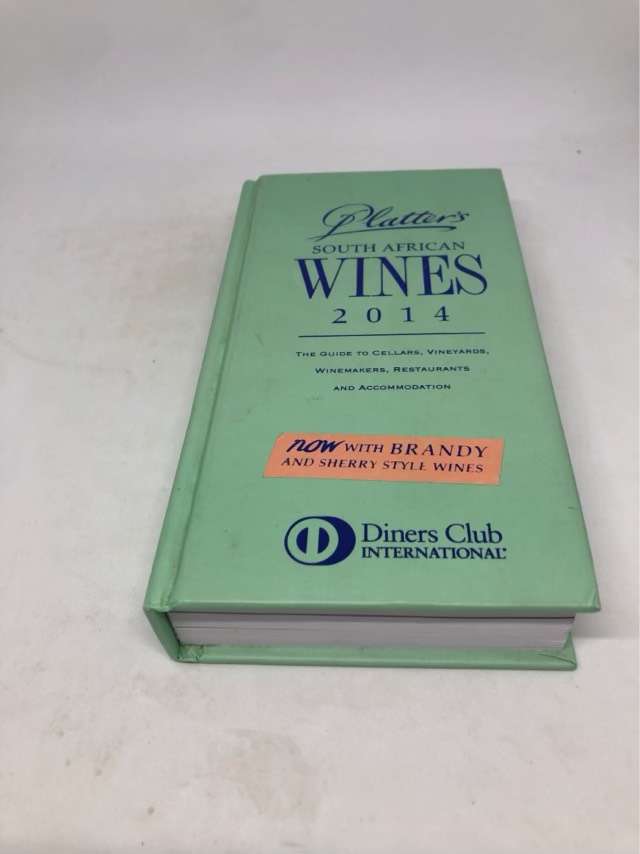 Platter's
SOUTH AFRICAN
WINES
2014
THE GUIDE TO CELLARS, VINEYARDS,
WINEMAKERS, RESTAURANTS
AND ACCOMMODATION
now WITH BRANDY
AND SHERRY STYLE WINES
Diners Club
INTERNATIONAL®